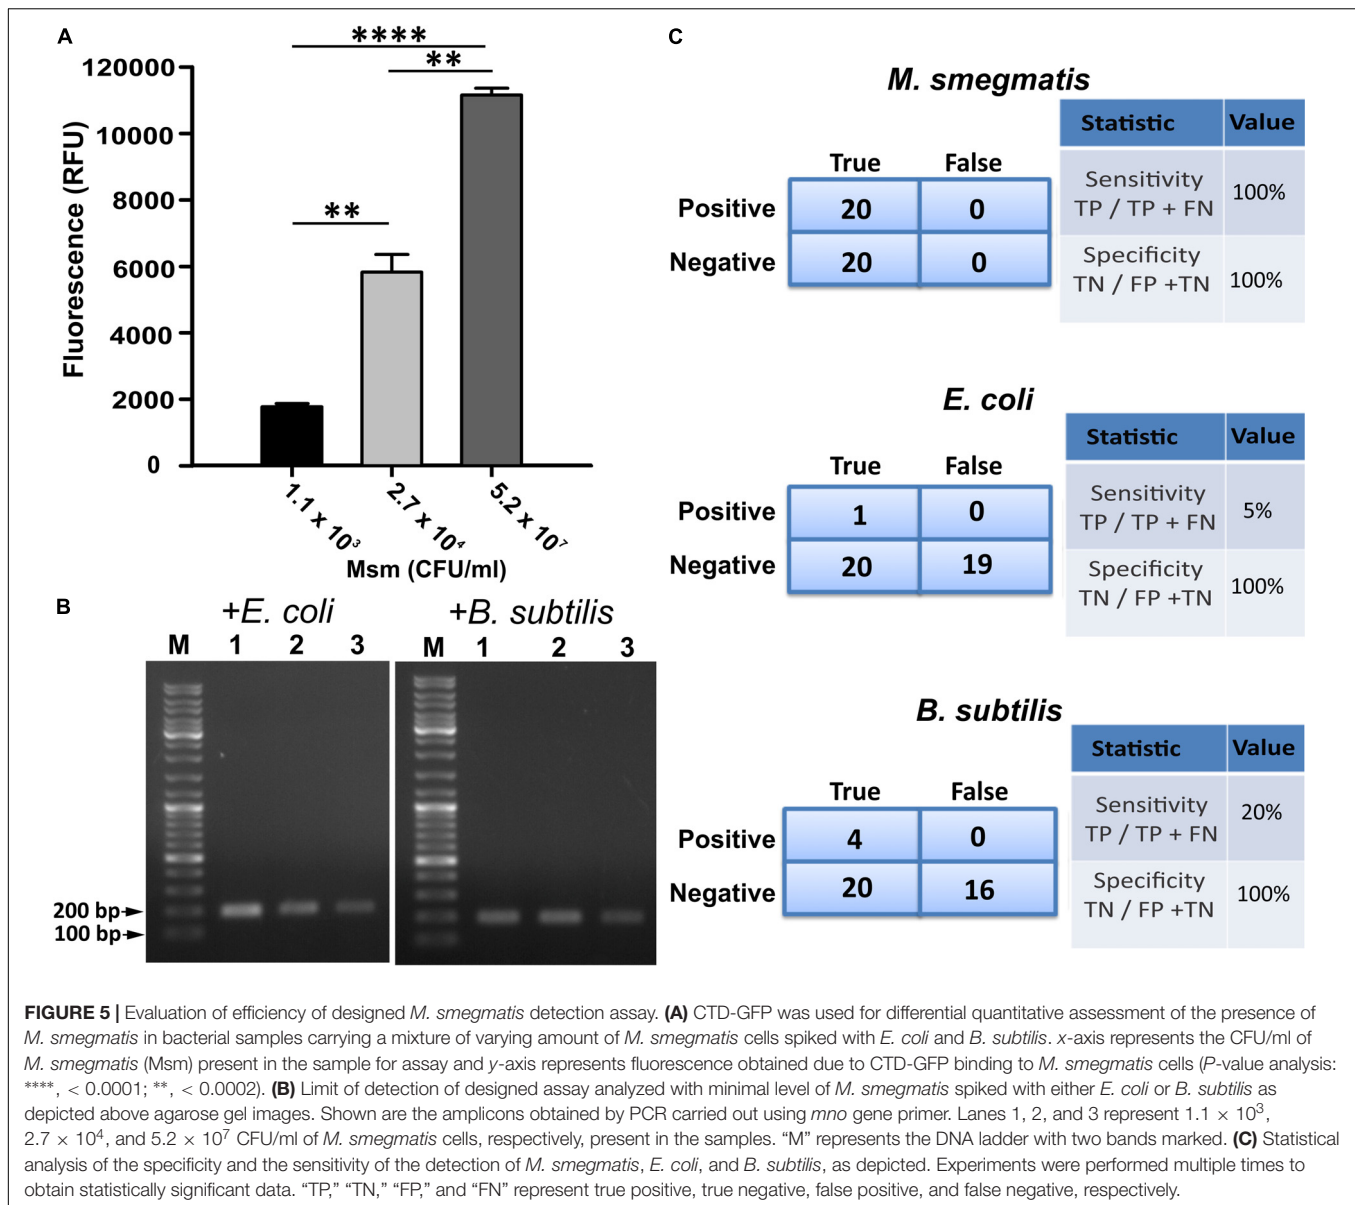 A
****
**
**
120000
10000
8000
6000
4000
2000
0
Fluorescence (RFU)
1.1 x 10³
2.7 x 10⁴
5.2 x 10⁷
Msm (CFU/ml)
B
+E. coli
M 1 2 3
+B. subtilis
M 1 2 3
200 bp
100 bp
C
M. smegmatis
True False
Positive 20 0
Negative 20 0
Statistic Value
Sensitivity
TP / TP + FN 100%
Specificity
TN / FP +TN 100%
E. coli
True False
Positive 1 0
Negative 20 19
Statistic Value
Sensitivity
TP / TP + FN 5%
Specificity
TN / FP +TN 100%
B. subtilis
True False
Positive 4 0
Negative 20 16
Statistic Value
Sensitivity
TP / TP + FN 20%
Specificity
TN / FP +TN 100%
FIGURE 5 | Evaluation of efficiency of designed M. smegmatis detection assay. (A) CTD-GFP was used for differential quantitative assessment of the presence of
M. smegmatis in bacterial samples carrying a mixture of varying amount of M. smegmatis cells spiked with E. coli and B. subtilis. x-axis represents the CFU/ml of
M. smegmatis (Msm) present in the sample for assay and y-axis represents fluorescence obtained due to CTD-GFP binding to M. smegmatis cells (P-value analysis:
****, < 0.0001; **, < 0.0002). (B) Limit of detection of designed assay analyzed with minimal level of M. smegmatis spiked with either E. coli or B. subtilis as
depicted above agarose gel images. Shown are the amplicons obtained by PCR carried out using mno gene primer. Lanes 1, 2, and 3 represent 1.1 × 10³,
2.7 × 10⁴, and 5.2 × 10⁷ CFU/ml of M. smegmatis cells, respectively, present in the samples. “M” represents the DNA ladder with two bands marked. (C) Statistical
analysis of the specificity and the sensitivity of the detection of M. smegmatis, E. coli, and B. subtilis, as depicted. Experiments were performed multiple times to
obtain statistically significant data. “TP,” “TN,” “FP,” and “FN” represent true positive, true negative, false positive, and false negative, respectively.